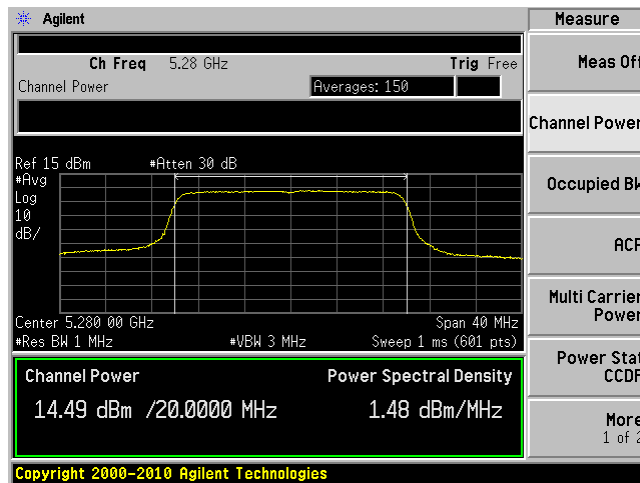 Agilent
Measure
Ch Freq 5.28 GHz Trig Free
Channel Power Averages: 150
Meas Off
Channel Power
Ref 15 dBm #Atten 30 dB
#Avg
Log
10
dB/
Occupied BW
ACP
Multi Carrier
Power
Center 5.280 00 GHz Span 40 MHz
#Res BW 1 MHz #VBW 3 MHz Sweep 1 ms (601 pts)
Channel Power Power Spectral Density
14.49 dBm /20.0000 MHz 1.48 dBm/MHz
Power Stat
CCDF
More
1 of 2
Copyright 2000-2010 Agilent Technologies